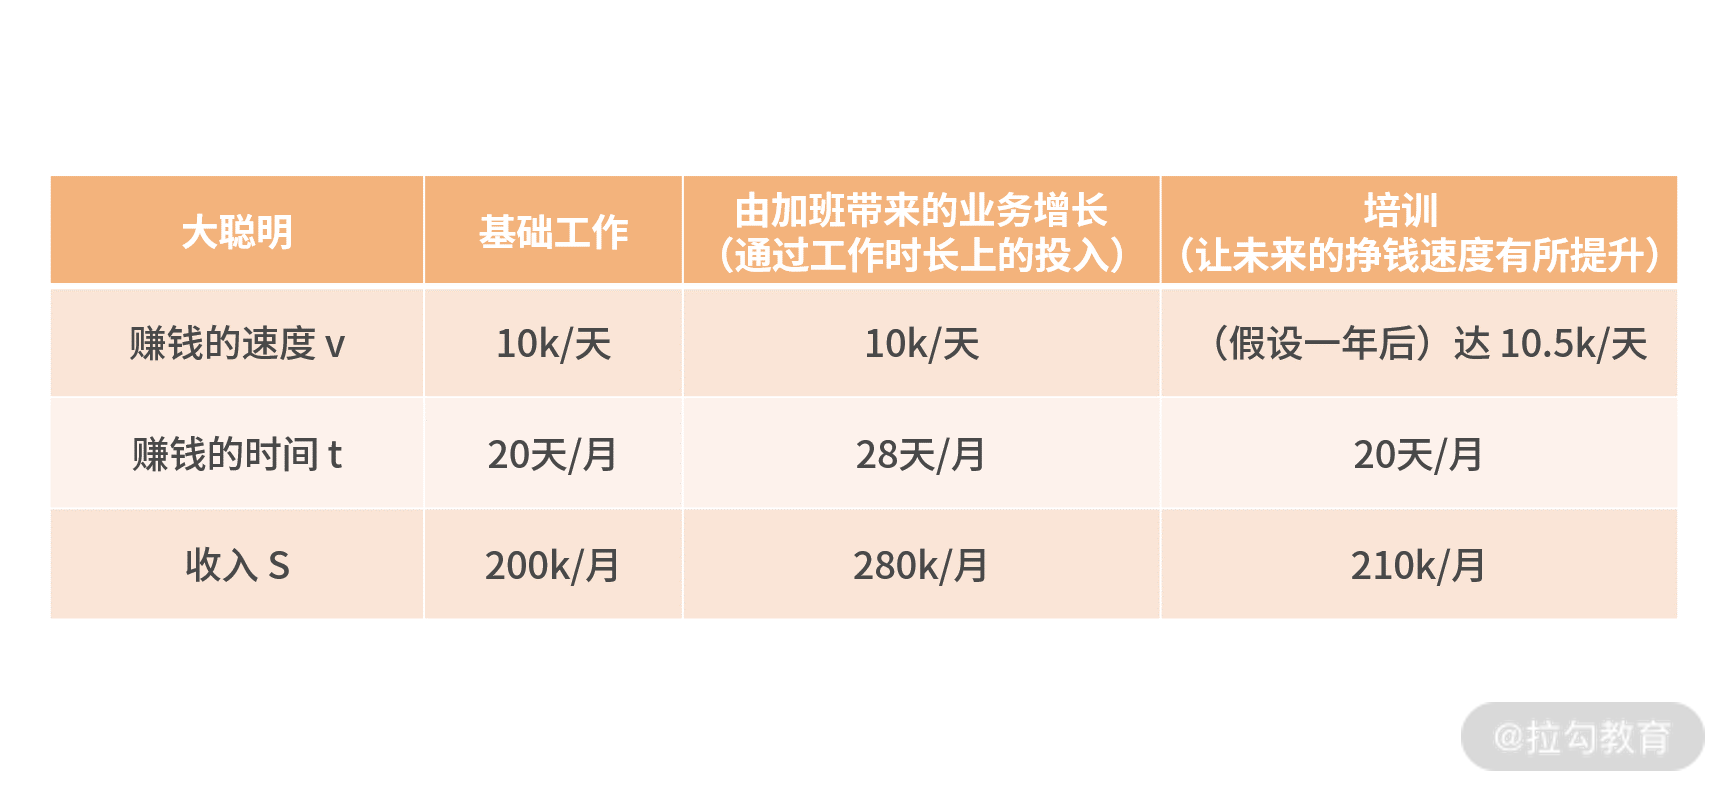 大聪明
基础工作
由加班带来的业务增长
（通过工作时长上的投入）
培训
（让未来的挣钱速度有所提升）
赚钱的速度 v
10k/天
10k/天
（假设一年后）达 10.5k/天
赚钱的时间 t
20天/月
28天/月
20天/月
收入 S
200k/月
280k/月
210k/月
@拉勾教育